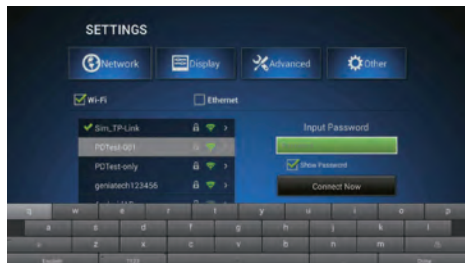 SETTINGS
Network Display Advanced Other
Wi-Fi Ethernet
Sim_TP-Link
PDTest-001
PDTest-only
geniatech123456
Input Password
Show Password
Connect Now
q w e r t y u i o p
a s d f g h j k l
z x c v b n m